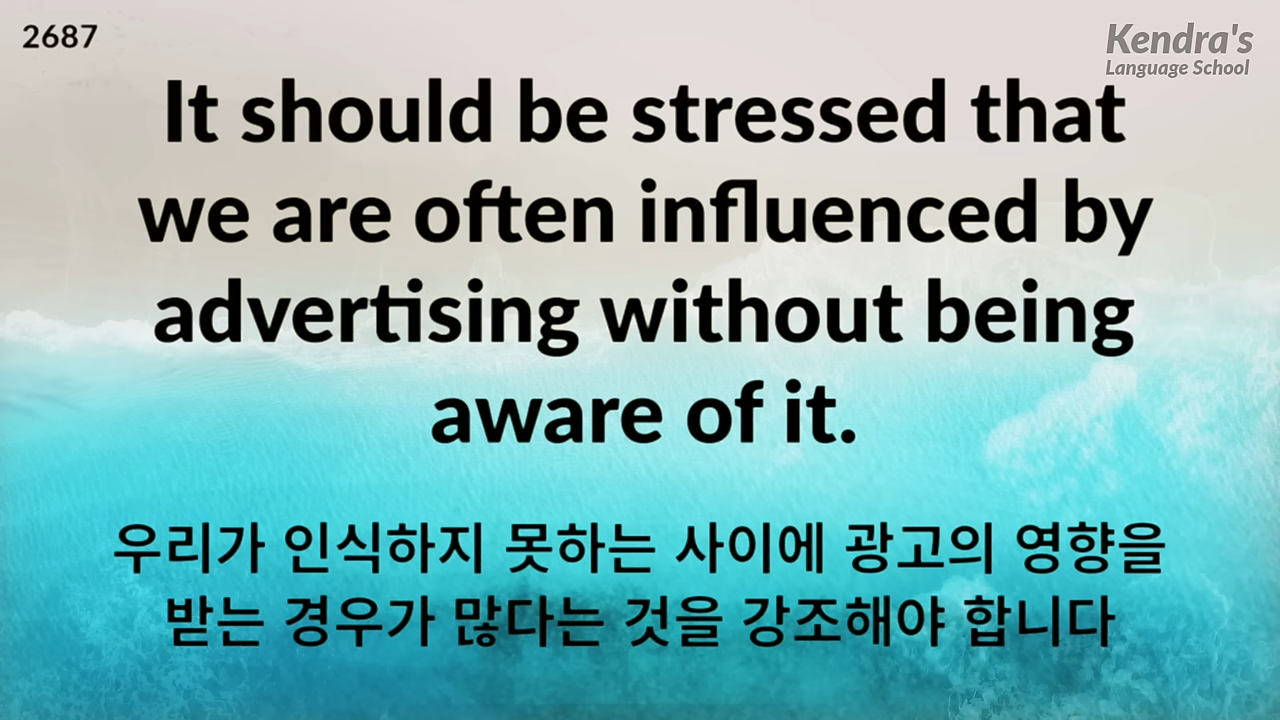 2687
Kendra's
Language School
It should be stressed that
we are often influenced by
advertising without being
aware of it.
우리가 인식하지 못하는 사이에 광고의 영향을
받는 경우가 많다는 것을 강조해야 합니다